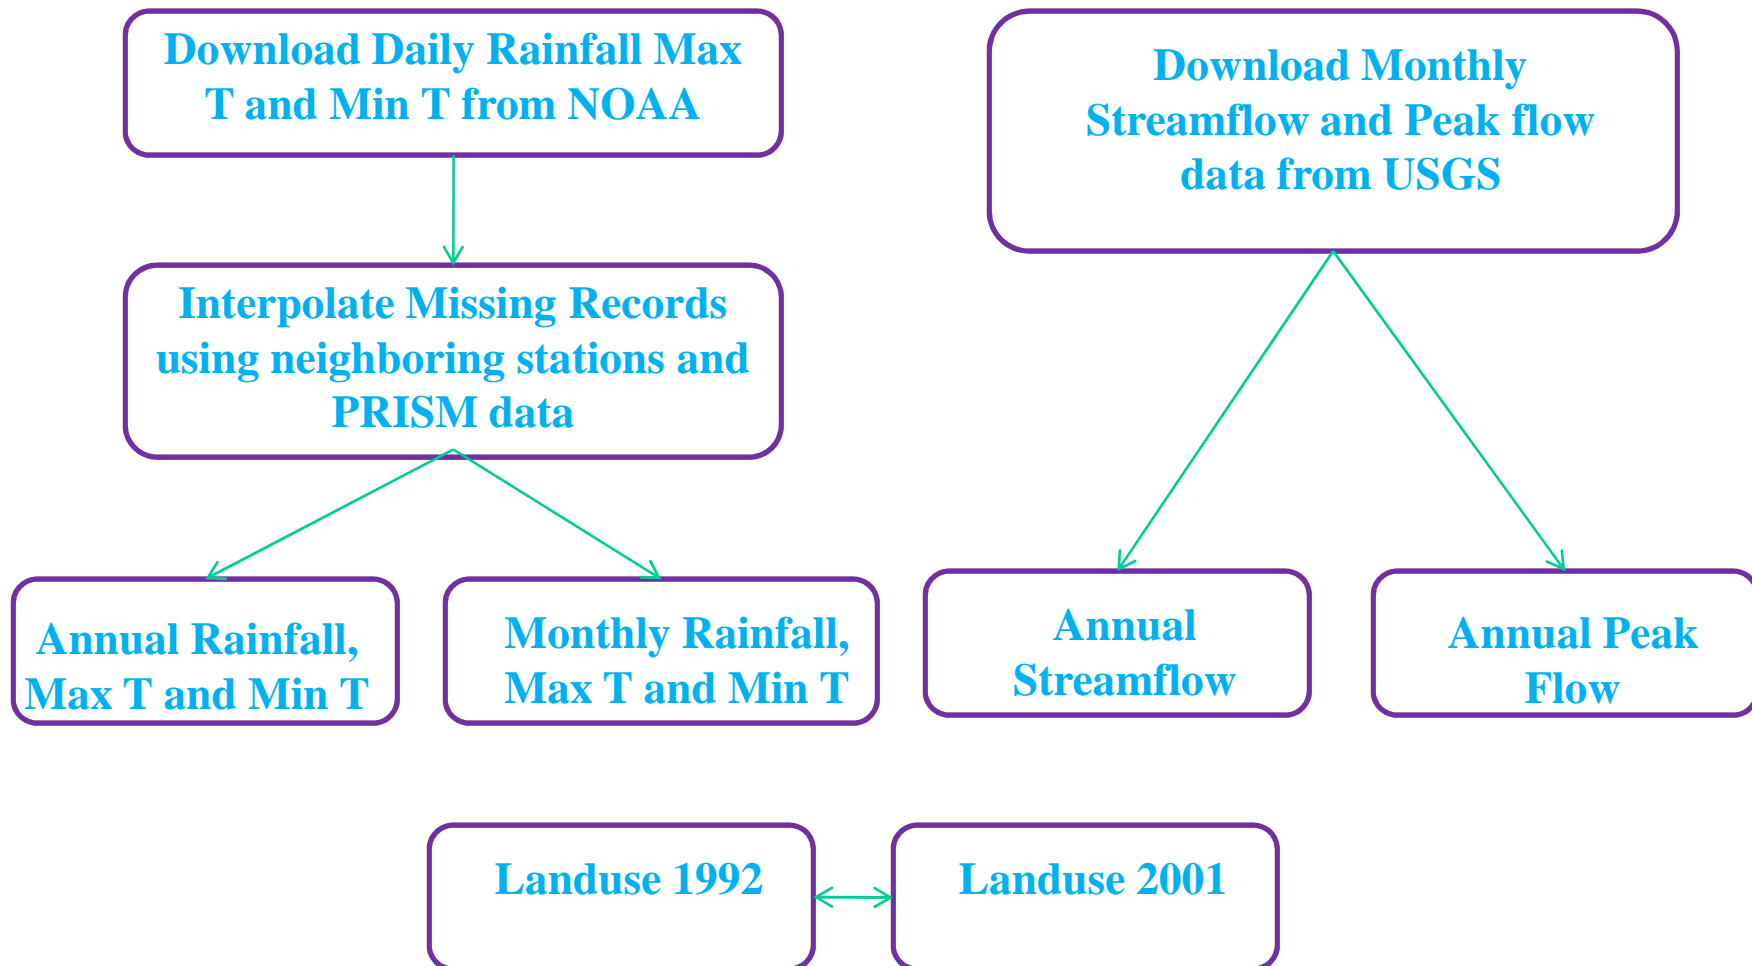 Download Daily Rainfall Max
T and Min T from NOAA
Download Monthly
Streamflow and Peak flow
data from USGS
Interpolate Missing Records
using neighboring stations and
PRISM data
Annual Rainfall,
Max T and Min T
Monthly Rainfall,
Max T and Min T
Annual
Streamflow
Annual Peak
Flow
Landuse 1992
Landuse 2001